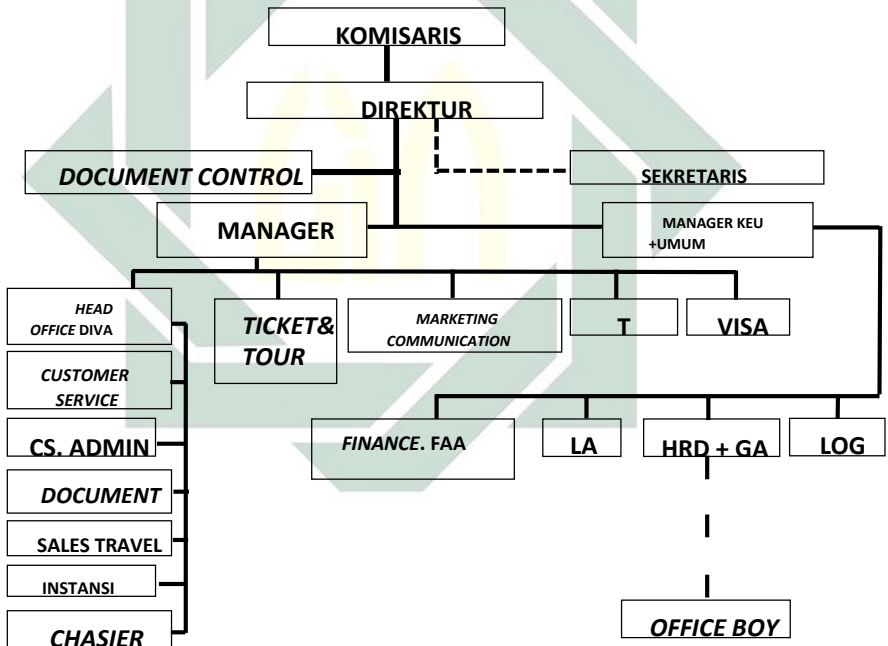 KOMISARIS
DIREKTUR
DOCUMENT CONTROL
SEKRETARIS
MANAGER
MANAGER KEU
+UMUM
HEAD
OFFICE DIVA
TICKET&
TOUR
MARKETING
COMMUNICATION
T
VISA
CUSTOMER
SERVICE
CS. ADMIN
DOCUMENT
SALES TRAVEL
INSTANSI
CHASIER
FINANCE. FAA
LA
HRD + GA
LOG
OFFICE BOY